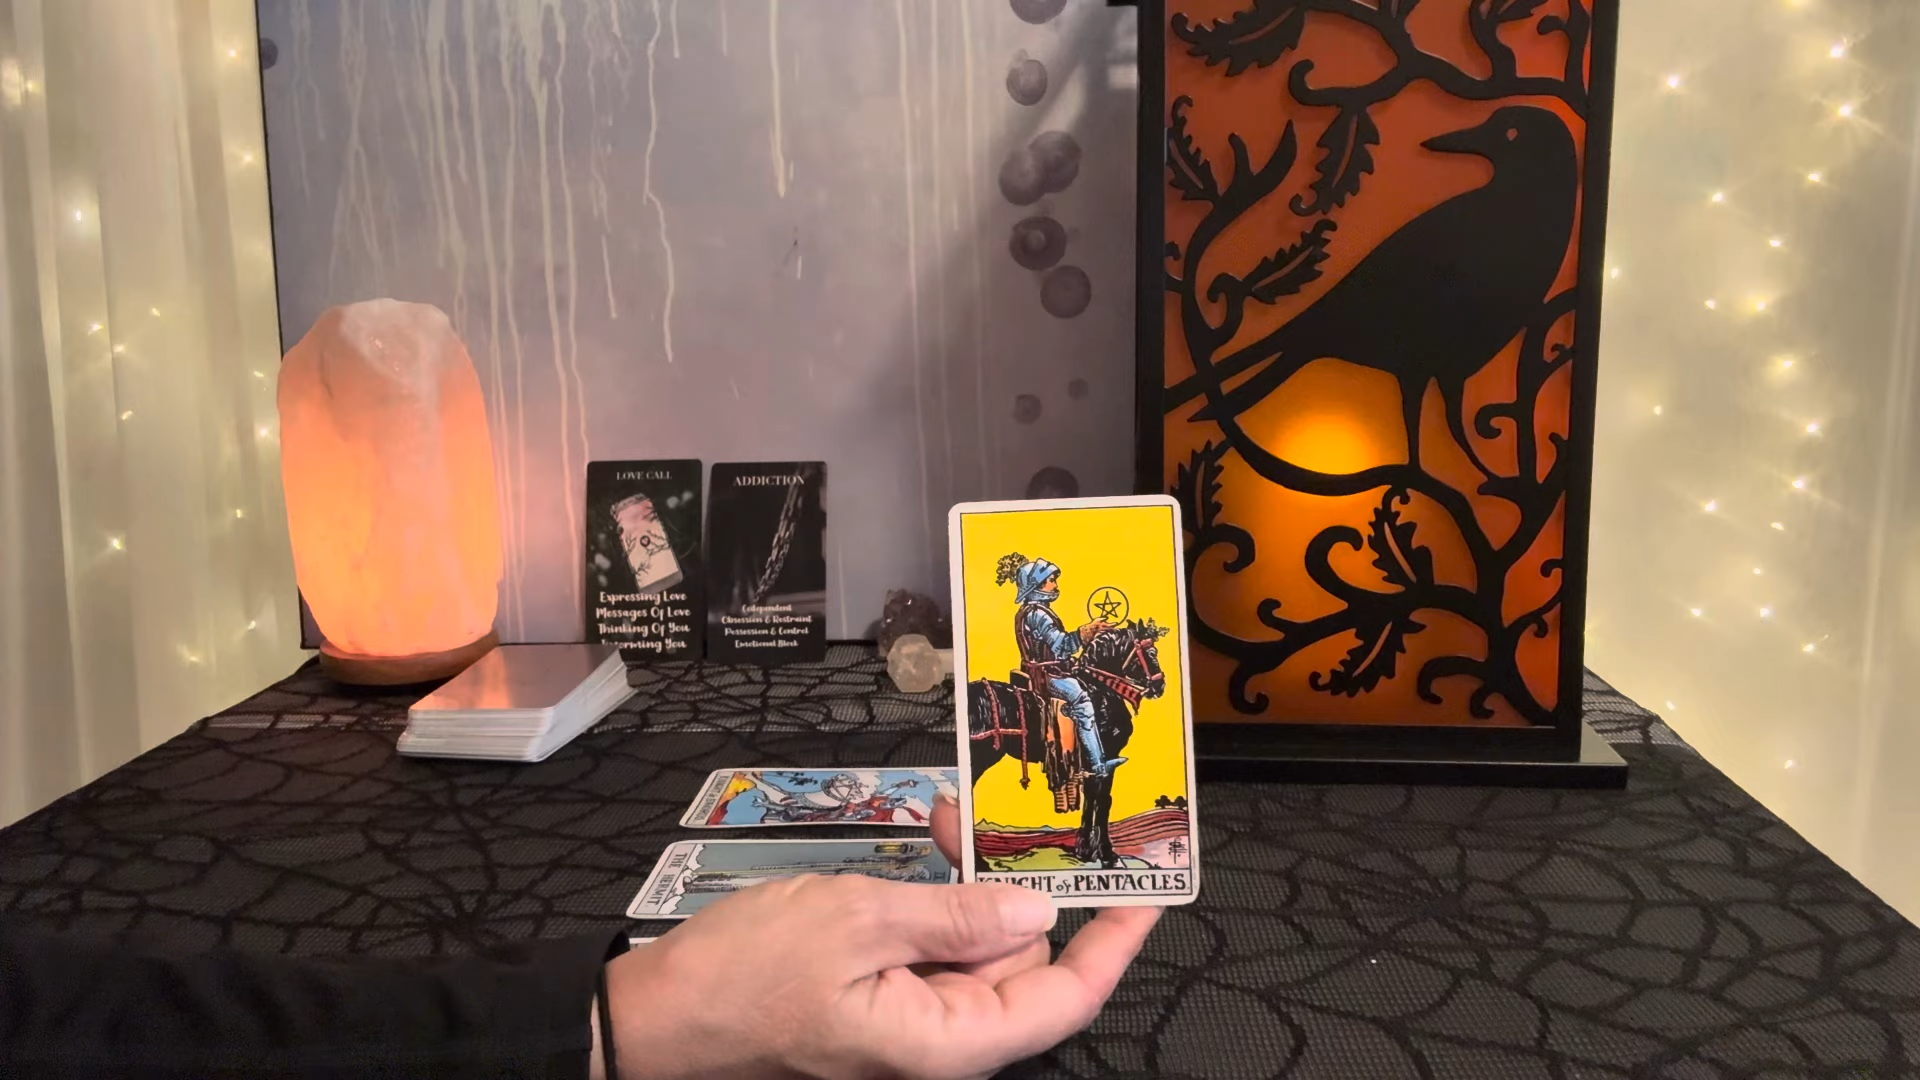 LOVE CALL
Expressing Love
Messages Of Love
Thinking Of You
Informing You
ADDICTION
Codependent
Obsession & Restraint
Possession & Control
Emotional Block
KNIGHT of PENTACLES.
THE HERMIT.